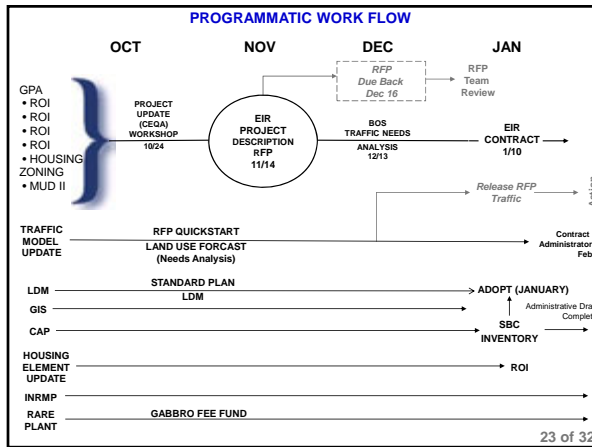 PROGRAMMATIC WORK FLOW
OCT NOV DEC JAN
RFP
Due Back
Dec 16
RFP
Team
Review
GPA
• ROI
• ROI
• ROI
• ROI
• HOUSING
ZONING
• MUD II
PROJECT
UPDATE
(CEQA)
WORKSHOP
10/24
EIR
PROJECT
DESCRIPTION
RFP
11/14
BOS
TRAFFIC NEEDS
ANALYSIS
12/13
EIR
CONTRACT
1/10
Release RFP
Traffic
TRAFFIC
MODEL
UPDATE
RFP QUICKSTART
LAND USE FORCAST
(Needs Analysis)
Contract
Administrator
Feb
LDM
STANDARD PLAN
LDM
ADOPT (JANUARY)
GIS
Administrative Dra
Complet
CAP
SBC
INVENTORY
HOUSING
ELEMENT
UPDATE
ROI
INRMP
RARE
PLANT
GABBRO FEE FUND
23 of 32